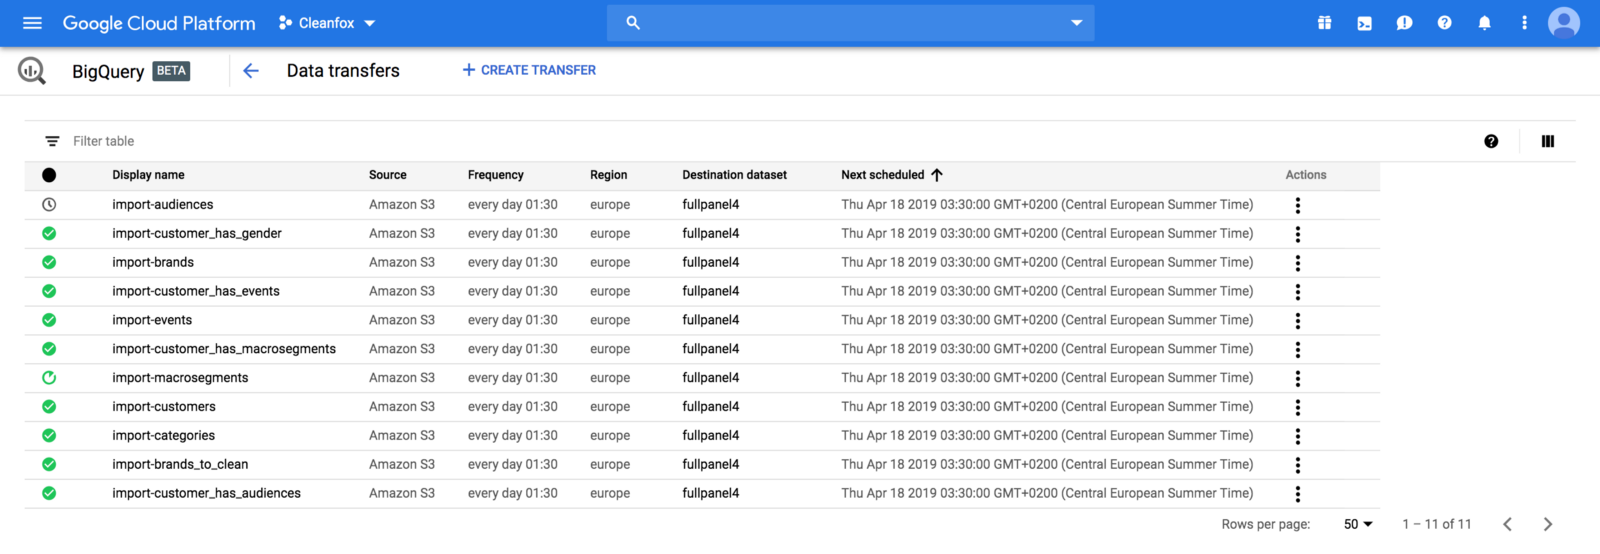 Google Cloud Platform Cleanfox
BigQuery BETA Data transfers + CREATE TRANSFER
Filter table
Display name Source Frequency Region Destination dataset Next scheduled Actions
import-audiences Amazon S3 every day 01:30 europe fullpanel4 Thu Apr 18 2019 03:30:00 GMT+0200 (Central European Summer Time)
import-customer_has_gender Amazon S3 every day 01:30 europe fullpanel4 Thu Apr 18 2019 03:30:00 GMT+0200 (Central European Summer Time)
import-brands Amazon S3 every day 01:30 europe fullpanel4 Thu Apr 18 2019 03:30:00 GMT+0200 (Central European Summer Time)
import-customer_has_events Amazon S3 every day 01:30 europe fullpanel4 Thu Apr 18 2019 03:30:00 GMT+0200 (Central European Summer Time)
import-events Amazon S3 every day 01:30 europe fullpanel4 Thu Apr 18 2019 03:30:00 GMT+0200 (Central European Summer Time)
import-customer_has_macrosegments Amazon S3 every day 01:30 europe fullpanel4 Thu Apr 18 2019 03:30:00 GMT+0200 (Central European Summer Time)
import-macrosegments Amazon S3 every day 01:30 europe fullpanel4 Thu Apr 18 2019 03:30:00 GMT+0200 (Central European Summer Time)
import-customers Amazon S3 every day 01:30 europe fullpanel4 Thu Apr 18 2019 03:30:00 GMT+0200 (Central European Summer Time)
import-categories Amazon S3 every day 01:30 europe fullpanel4 Thu Apr 18 2019 03:30:00 GMT+0200 (Central European Summer Time)
import-brands_to_clean Amazon S3 every day 01:30 europe fullpanel4 Thu Apr 18 2019 03:30:00 GMT+0200 (Central European Summer Time)
import-customer_has_audiences Amazon S3 every day 01:30 europe fullpanel4 Thu Apr 18 2019 03:30:00 GMT+0200 (Central European Summer Time)
Rows per page: 50 1 – 11 of 11